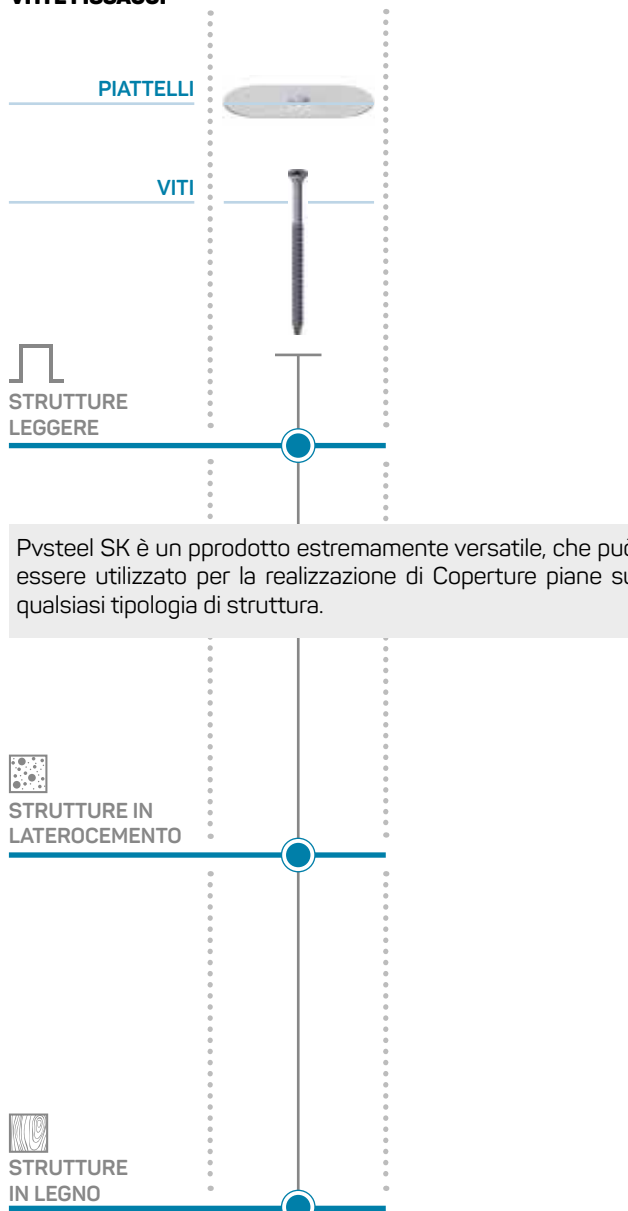 VITI E FISSAGGI
PIATTELLI
VITI
STRUTTURE
LEGGERE
Pvsteel SK è un pprodotto estremamente versatile, che può
essere utilizzato per la realizzazione di Coperture piane su
qualsiasi tipologia di struttura.
STRUTTURE IN
LATEROCEMENTO
STRUTTURE
IN LEGNO